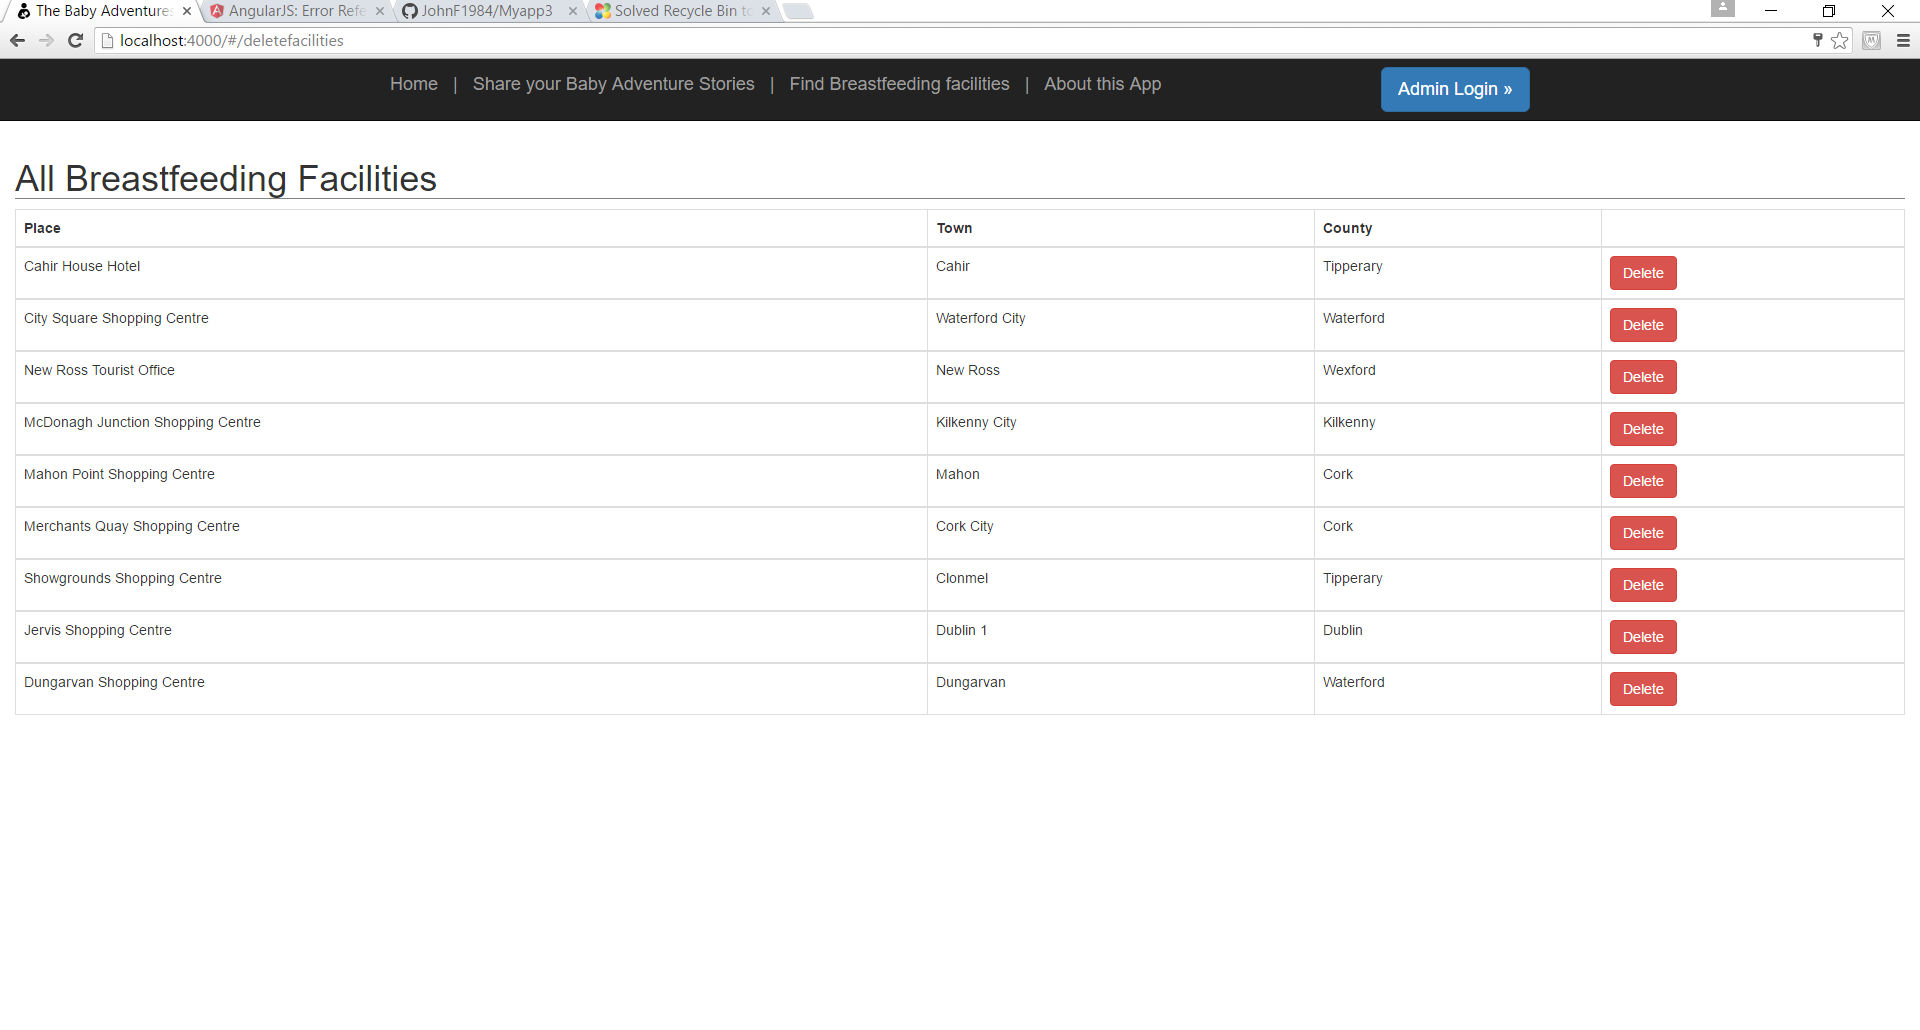 The Baby Adventures
AngularJS: Error Refe
JohnF1984/Myapp3
Solved Recycle Bin to
localhost:4000/#/deletefacilities
Home | Share your Baby Adventure Stories | Find Breastfeeding facilities | About this App
Admin Login »
All Breastfeeding Facilities
Place Town County
Cahir House Hotel Cahir Tipperary Delete
City Square Shopping Centre Waterford City Waterford Delete
New Ross Tourist Office New Ross Wexford Delete
McDonagh Junction Shopping Centre Kilkenny City Kilkenny Delete
Mahon Point Shopping Centre Mahon Cork Delete
Merchants Quay Shopping Centre Cork City Cork Delete
Showgrounds Shopping Centre Clonmel Tipperary Delete
Jervis Shopping Centre Dublin 1 Dublin Delete
Dungarvan Shopping Centre Dungarvan Waterford Delete